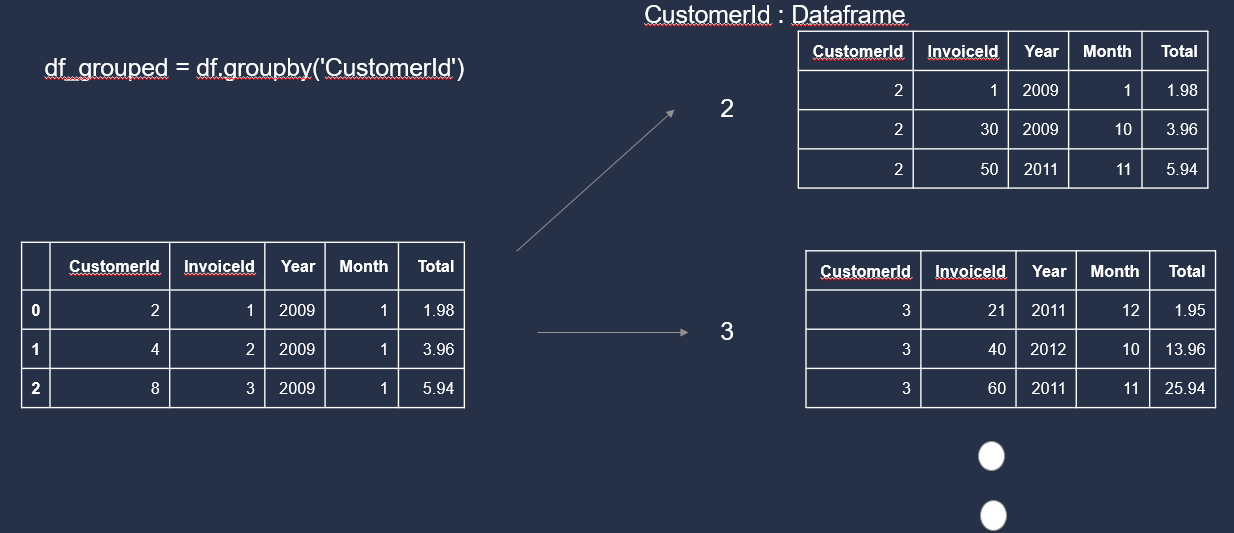 CustomerId : Dataframe
df_grouped = df.groupby('CustomerId')
CustomerId InvoiceId Year Month Total
2 1 2009 1 1.98
2 30 2009 10 3.96
2 50 2011 11 5.94
2
CustomerId InvoiceId Year Month Total
0 2 1 2009 1 1.98
1 4 2 2009 1 3.96
2 8 3 2009 1 5.94
3
CustomerId InvoiceId Year Month Total
3 21 2011 12 1.95
3 40 2012 10 13.96
3 60 2011 11 25.94